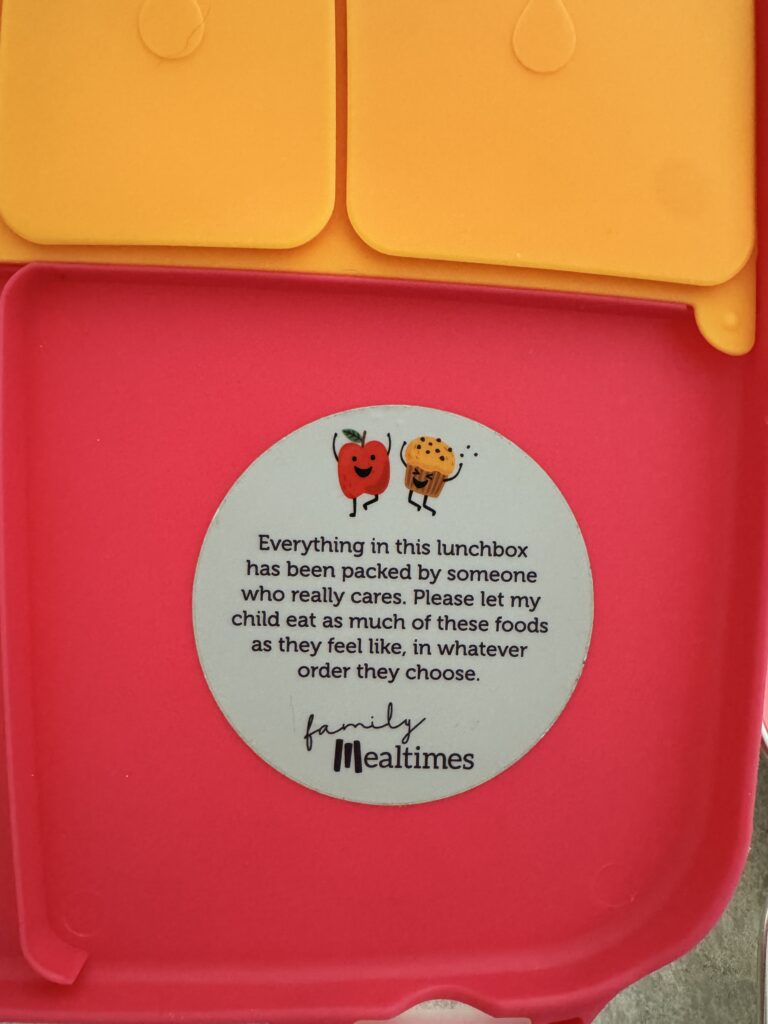 Everything in this lunchbox
has been packed by someone
who really cares. Please let my
child eat as much of these foods
as they feel like, in whatever
order they choose.
family
Mealtimes